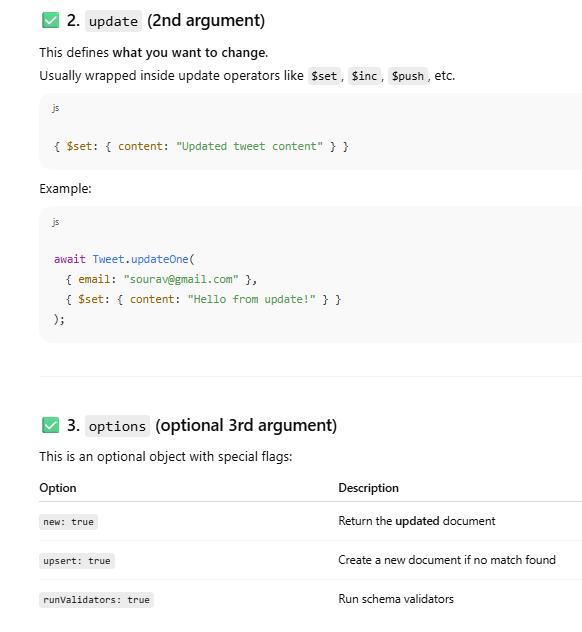 ✅ 2. update (2nd argument)
This defines what you want to change.
Usually wrapped inside update operators like $set, $inc, $push, etc.
js
{ $set: { content: "Updated tweet content" } }
Example:
js
await Tweet.updateOne(
  { email: "sourav@gmail.com" },
  { $set: { content: "Hello from update!" } }
);
✅ 3. options (optional 3rd argument)
This is an optional object with special flags:
Option Description
new: true Return the updated document
upsert: true Create a new document if no match found
runValidators: true Run schema validators